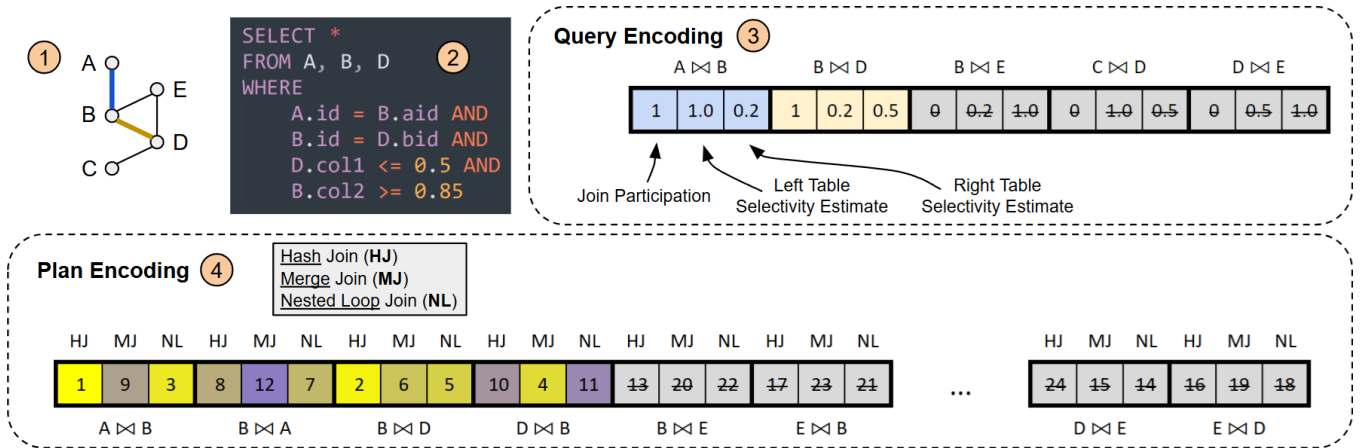 1
A
B
C
D
E
SELECT *
FROM A, B, D
WHERE
A.id = B.aid AND
B.id = D.bid AND
D.col1 <= 0.5 AND
B.col2 >= 0.85
2
Query Encoding 3
A ⋈ B B ⋈ D B ⋈ E C ⋈ D D ⋈ E
1 1.0 0.2 1 0.2 0.5 0 0.2 1.0 0 1.0 0.5 0 0.5 1.0
Join Participation
Left Table
Selectivity Estimate
Right Table
Selectivity Estimate
Plan Encoding 4
Hash Join (HJ)
Merge Join (MJ)
Nested Loop Join (NL)
HJ MJ NL HJ MJ NL HJ MJ NL HJ MJ NL HJ MJ NL HJ MJ NL HJ MJ NL HJ MJ NL
1 9 3 8 12 7 2 6 5 10 4 11 13 20 22 17 23 21 ... 24 15 14 16 19 18
A ⋈ B B ⋈ A B ⋈ D D ⋈ B B ⋈ E E ⋈ B D ⋈ E E ⋈ D